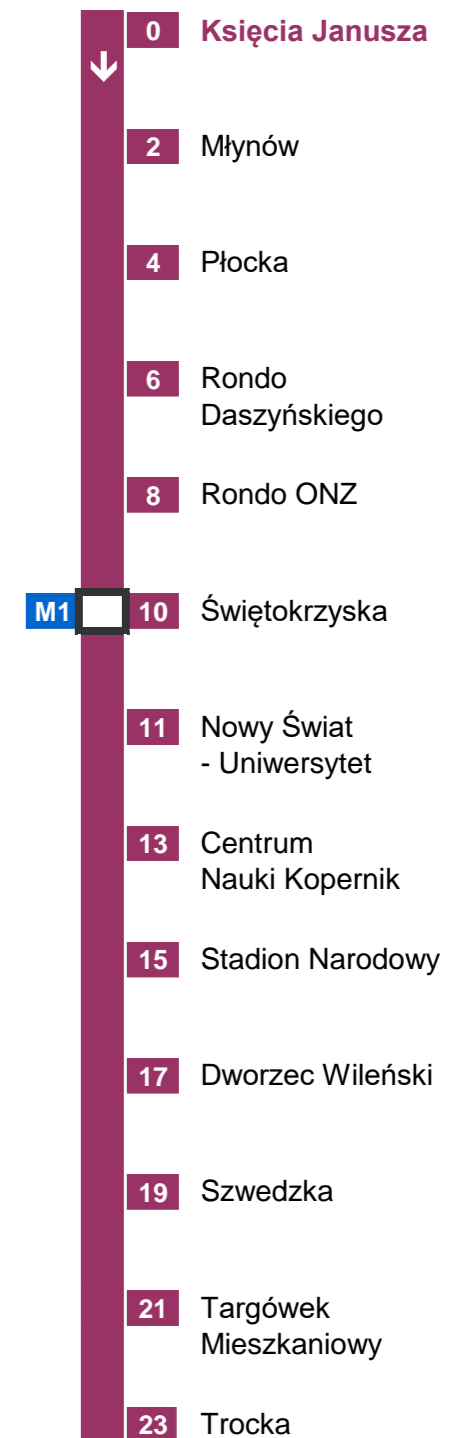 0 Księcia Janusza
2 Młynów
4 Płocka
6 Rondo
Daszyńskiego
8 Rondo ONZ
M1 10 Świętokrzyska
11 Nowy Świat
- Uniwersytet
13 Centrum
Nauki Kopernik
15 Stadion Narodowy
17 Dworzec Wileński
19 Szwedzka
21 Targówek
Mieszkaniowy
23 Trocka